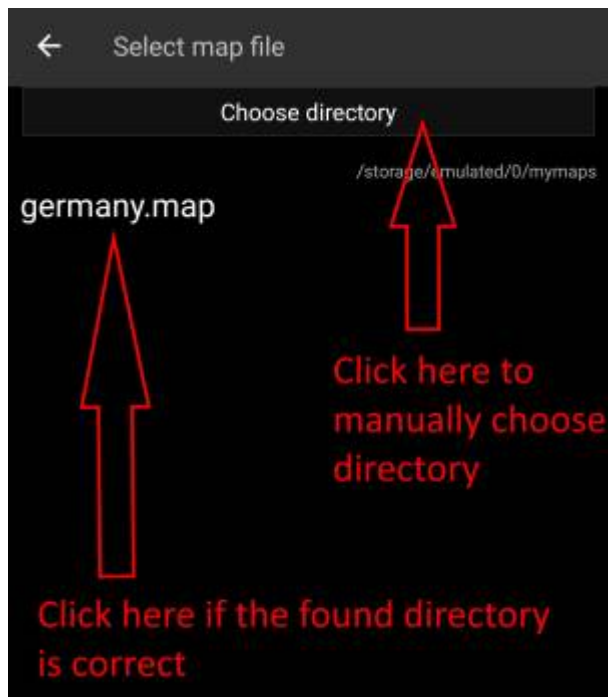 Select map file
Choose directory
/storage/emulated/0/mymaps
germany.map
Click here to
manually choose
directory
Click here if the found directory
is correct